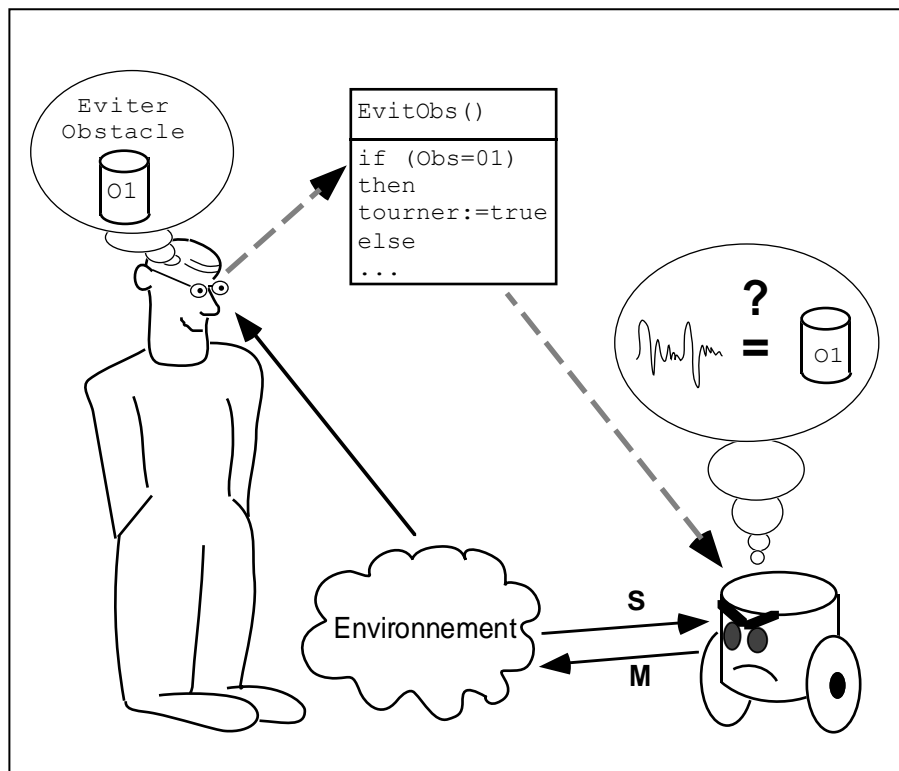 Eviter
Obstacle
O1
EvitObs()
if (Obs=O1)
then
tourner:=true
else
...
?
=
O1
Environnement
S
M